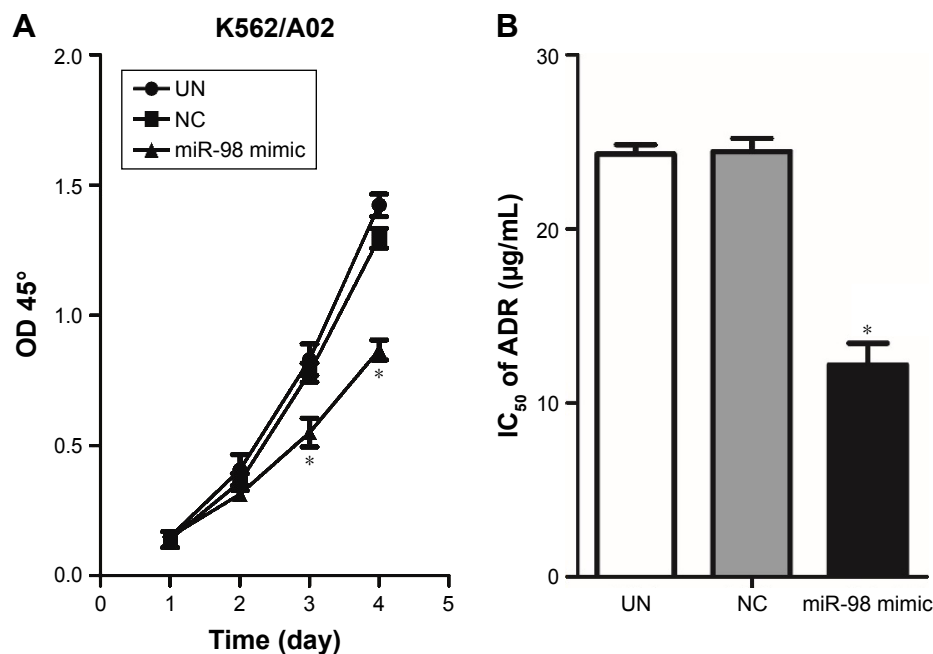 A
K562/A02
2.0
1.5
1.0
0.5
0.0
OD 45°
UN
NC
miR-98 mimic
*
*
0 1 2 3 4 5
Time (day)
B
30
20
10
0
IC50 of ADR (µg/mL)
*
UN NC miR-98 mimic